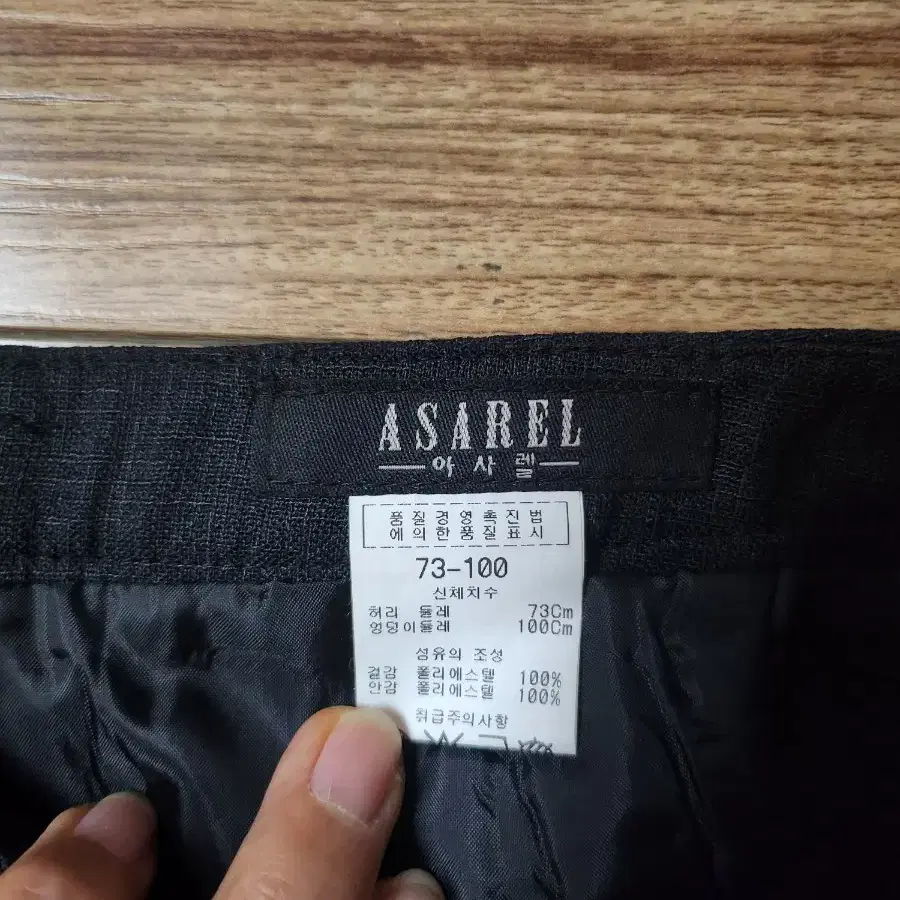 ASAREL
아사렐
품질경영촉진법
에의한품질표시
73-100
신체치수
허리 둘레 73Cm
엉덩이둘레 100Cm
섬유의 조성
겉감 폴리에스텔 100%
안감 폴리에스텔 100%
취급주의사항